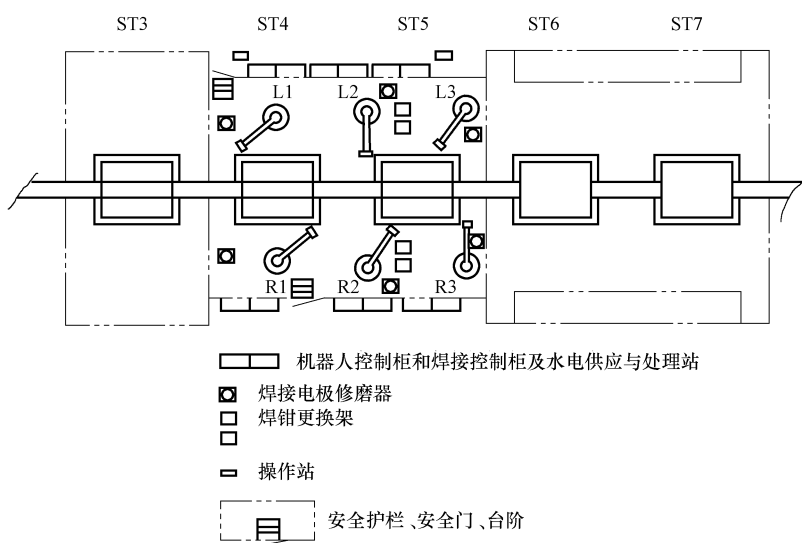 ST3 ST4 ST5 ST6 ST7
L1 L2 L3
R1 R2 R3
机器人控制柜和焊接控制柜及水电供应与处理站
焊接电极修磨器
焊钳更换架
操作站
安全护栏、安全门、台阶